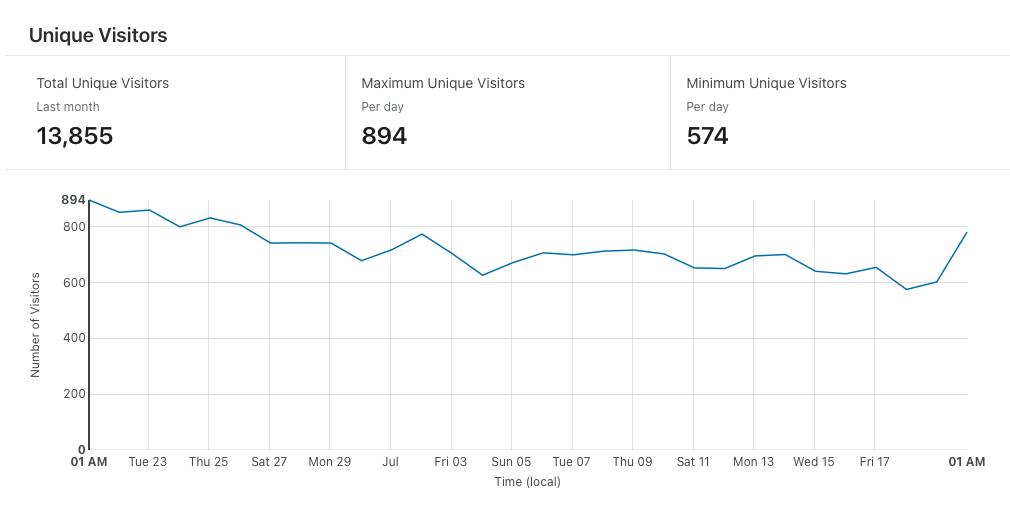 Unique Visitors
Total Unique Visitors
Last month
13,855
Maximum Unique Visitors
Per day
894
Minimum Unique Visitors
Per day
574
894
800
600
400
200
0
Number of Visitors
01 AM Tue 23 Thu 25 Sat 27 Mon 29 Jul Fri 03 Sun 05 Tue 07 Thu 09 Sat 11 Mon 13 Wed 15 Fri 17 01 AM
Time (local)